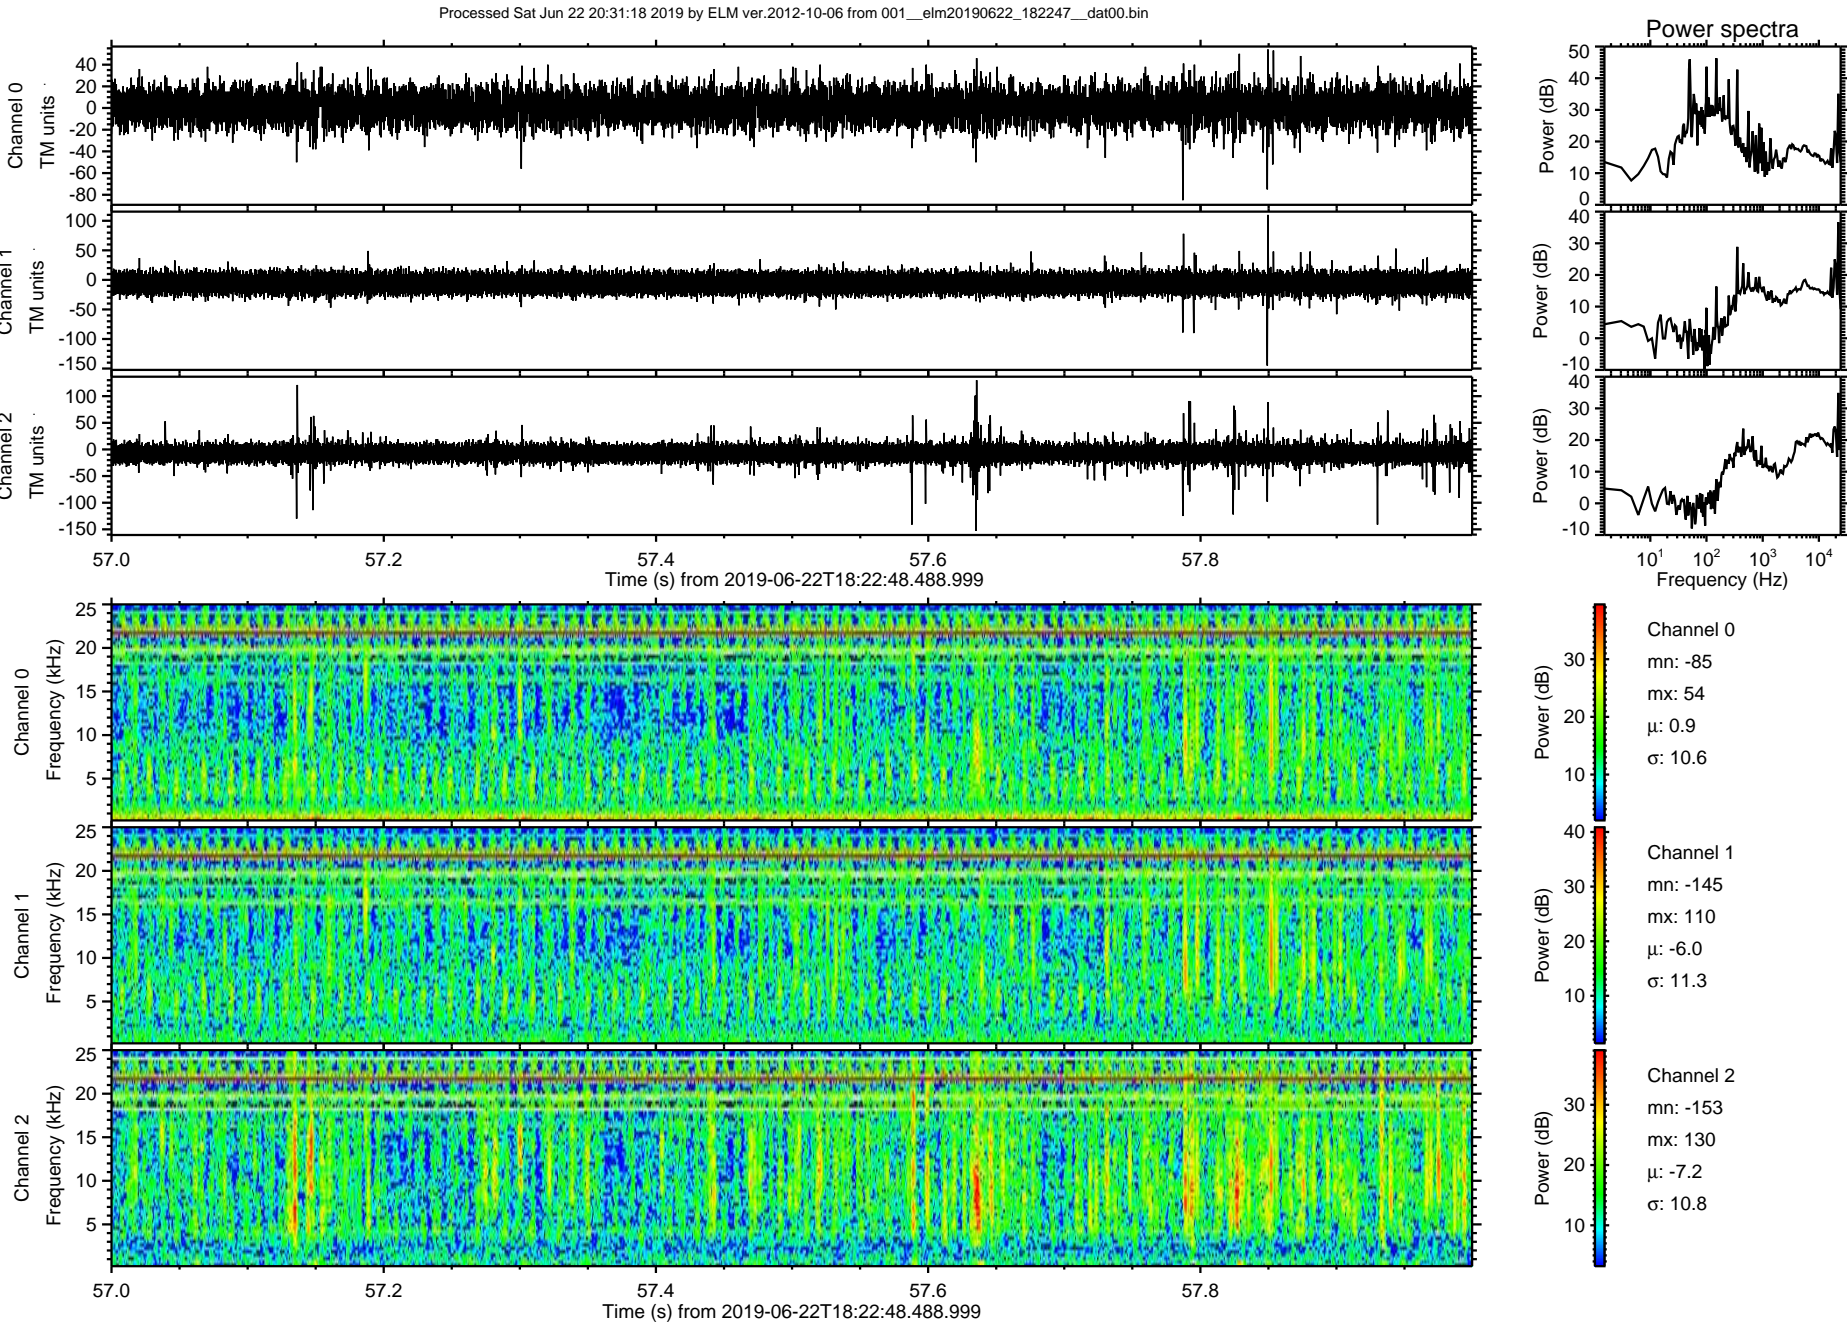 Processed Sat Jun 22 20:31:18 2019 by ELM ver.2012-10-06 from 001__elm20190622_182247__dat00.bin
Power spectra
Channel 0
TM units
40
20
0
-20
-40
-60
-80
Power (dB)
50
40
30
20
10
0
Channel 1
TM units
100
50
0
-50
-100
-150
Power (dB)
40
30
20
10
0
-10
Channel 2
TM units
100
50
0
-50
-100
-150
Power (dB)
40
30
20
10
0
-10
57.0 57.2 57.4 57.6 57.8
Time (s) from 2019-06-22T18:22:48.488.999
10^1 10^2 10^3 10^4
Frequency (Hz)
Channel 0
Frequency (kHz)
25
20
15
10
5
Power (dB)
30
20
10
Channel 0
mn: -85
mx: 54
μ: 0.9
σ: 10.6
Channel 1
Frequency (kHz)
25
20
15
10
5
Power (dB)
40
30
20
10
Channel 1
mn: -145
mx: 110
μ: -6.0
σ: 11.3
Channel 2
Frequency (kHz)
25
20
15
10
5
Power (dB)
30
20
10
Channel 2
mn: -153
mx: 130
μ: -7.2
σ: 10.8
57.0 57.2 57.4 57.6 57.8
Time (s) from 2019-06-22T18:22:48.488.999